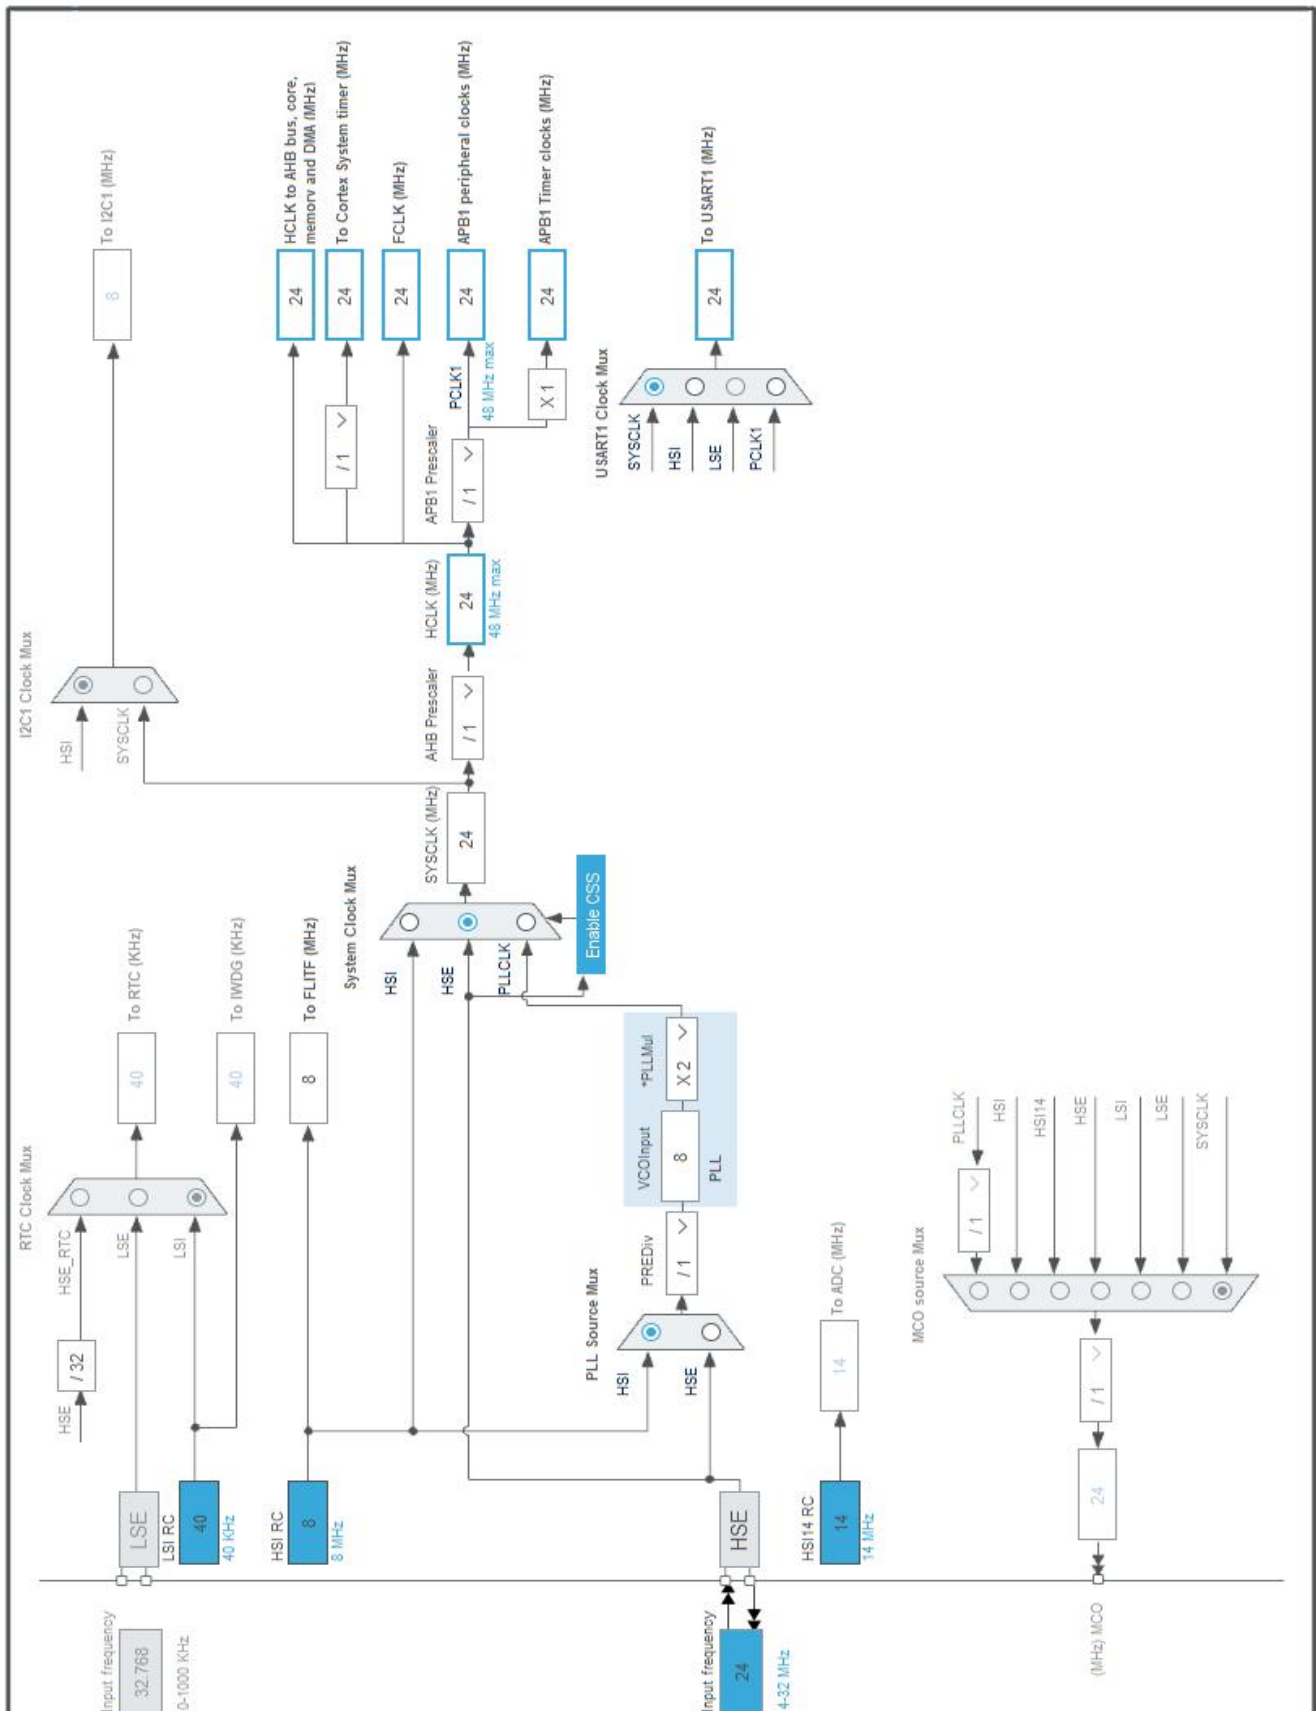 Input frequency
32.768
0-1000 KHz
LSE
LSI RC
40
40 KHz
HSE
/ 32
HSE_RTC
LSE
LSI
RTC Clock Mux
40
To RTC (KHz)
40
To IWDG (KHz)
HSI RC
8
8 MHz
8
To FLITF (MHz)
I2C1 Clock Mux
HSI
SYSCLK
8
To I2C1 (MHz)
Input frequency
24
4-32 MHz
HSE
PLL Source Mux
HSI
HSE
PREDiv
/ 1
VCOInput
8
*PLLMul
X 2
PLL
System Clock Mux
HSI
HSE
PLLCLK
Enable CSS
SYSCLK (MHz)
24
AHB Prescaler
/ 1
HCLK (MHz)
24
48 MHz max
APB1 Prescaler
/ 1
PCLK1
48 MHz max
X 1
/ 1
24
HCLK to AHB bus, core,
memory and DMA (MHz)
24
To Cortex System timer (MHz)
24
FCLK (MHz)
24
APB1 peripheral clocks (MHz)
24
APB1 Timer clocks (MHz)
USART1 Clock Mux
SYSCLK
HSI
LSE
PCLK1
24
To USART1 (MHz)
HSI14 RC
14
14 MHz
14
To ADC (MHz)
MCO source Mux
PLLCLK
/ 1
HSI
HSI14
HSE
LSI
LSE
SYSCLK
/ 1
24
(MHz) MCO